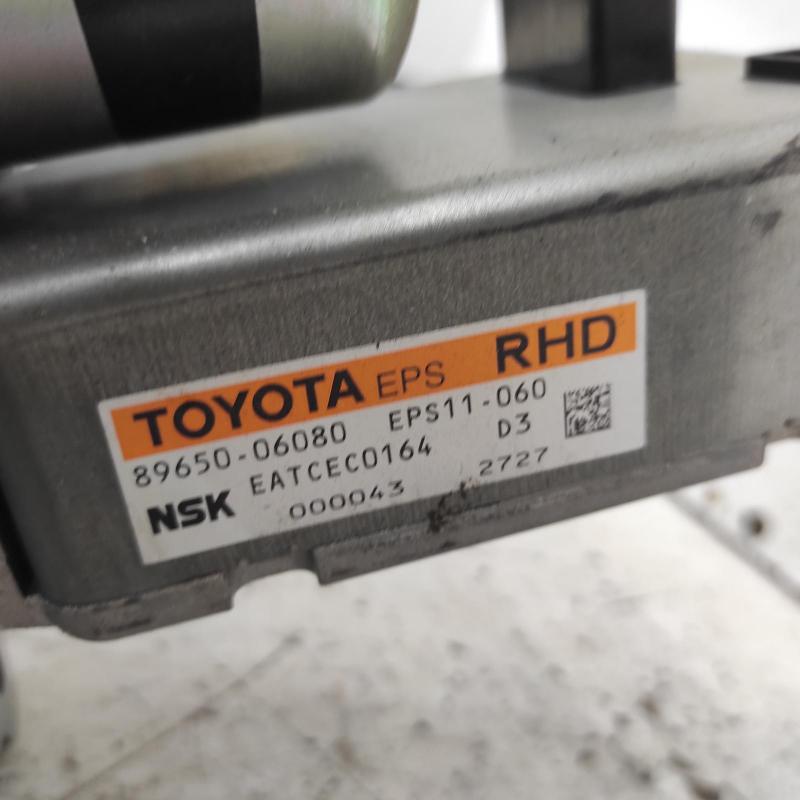 TOYOTA EPS RHD
89650-06080 EPS11-060
EATCEC0164 D3
NSK 000043 2727